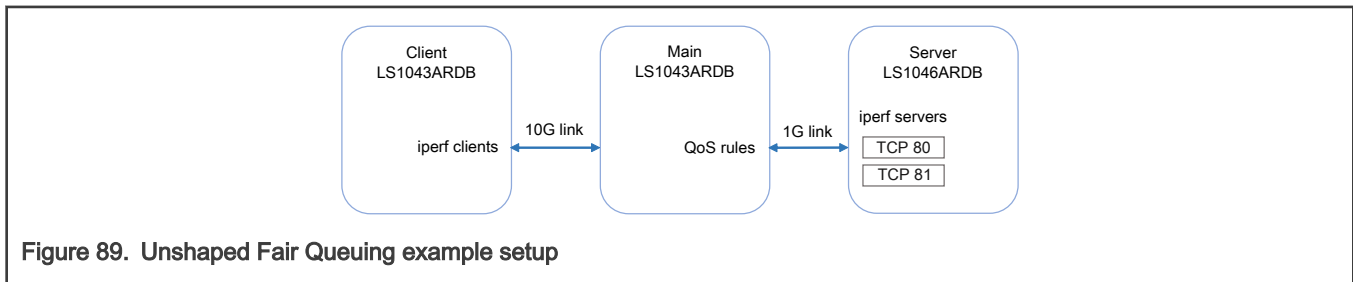 Client
LS1043ARDB
iperf clients
10G link
Main
LS1043ARDB
QoS rules
1G link
Server
LS1046ARDB
iperf servers
TCP 80
TCP 81
Figure 89. Unshaped Fair Queuing example setup